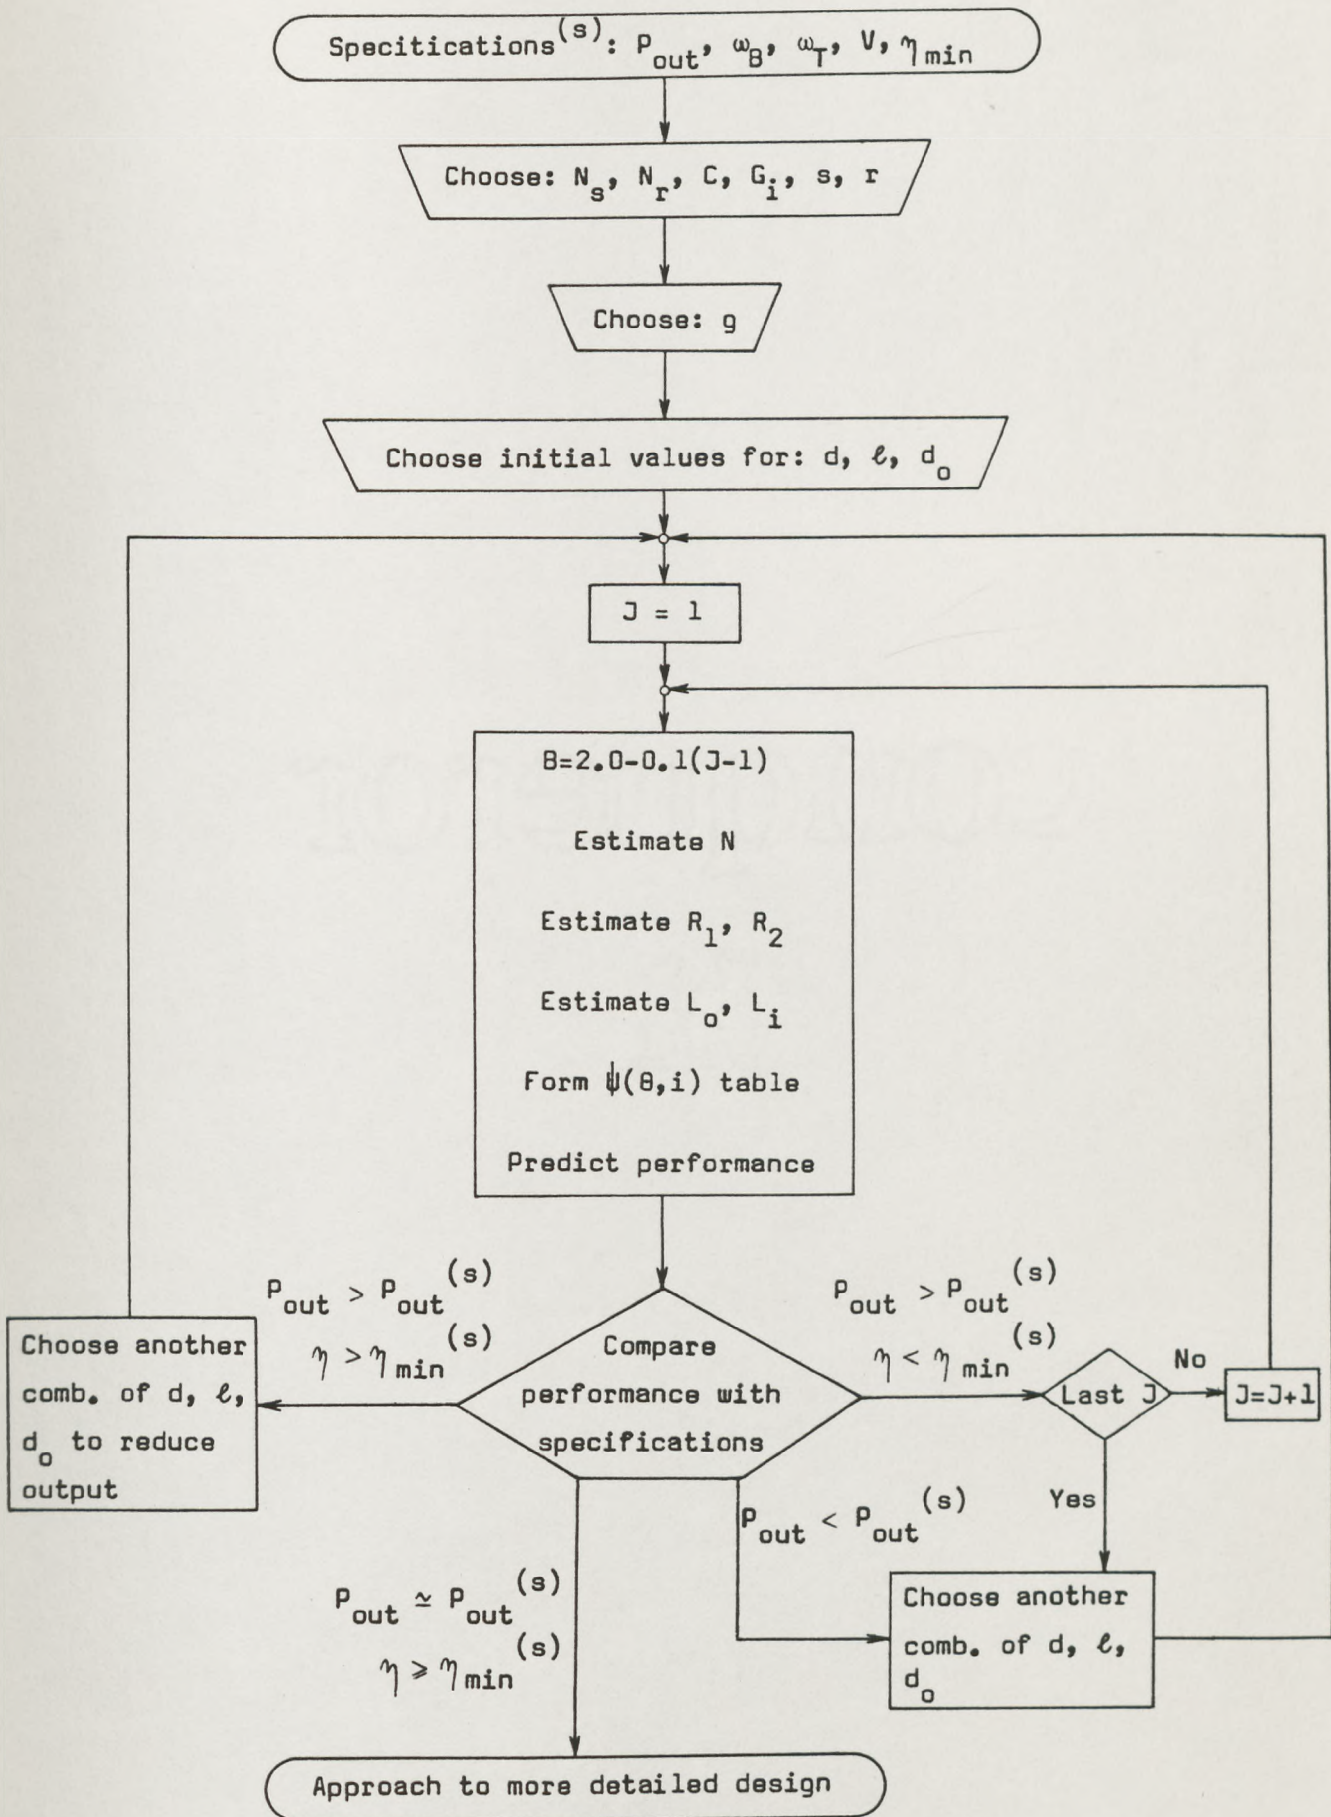 Specitications(s): Pout, ωB, ωT, V, ηmin
Choose: Ns, Nr, C, Gi, s, r
Choose: g
Choose initial values for: d, ℓ, do
J = 1
B=2.0-0.1(J-1)
Estimate N
Estimate R1, R2
Estimate Lo, Li
Form ψ(θ,i) table
Predict performance
Pout > Pout(s)
η > ηmin(s)
Choose another
comb. of d, ℓ,
do to reduce
output
Compare
performance with
specifications
Pout > Pout(s)
η < ηmin(s)
Last J
No
J=J+1
Yes
Pout < Pout(s)
Choose another
comb. of d, ℓ,
do
Pout ≃ Pout(s)
η ⩾ ηmin(s)
Approach to more detailed design